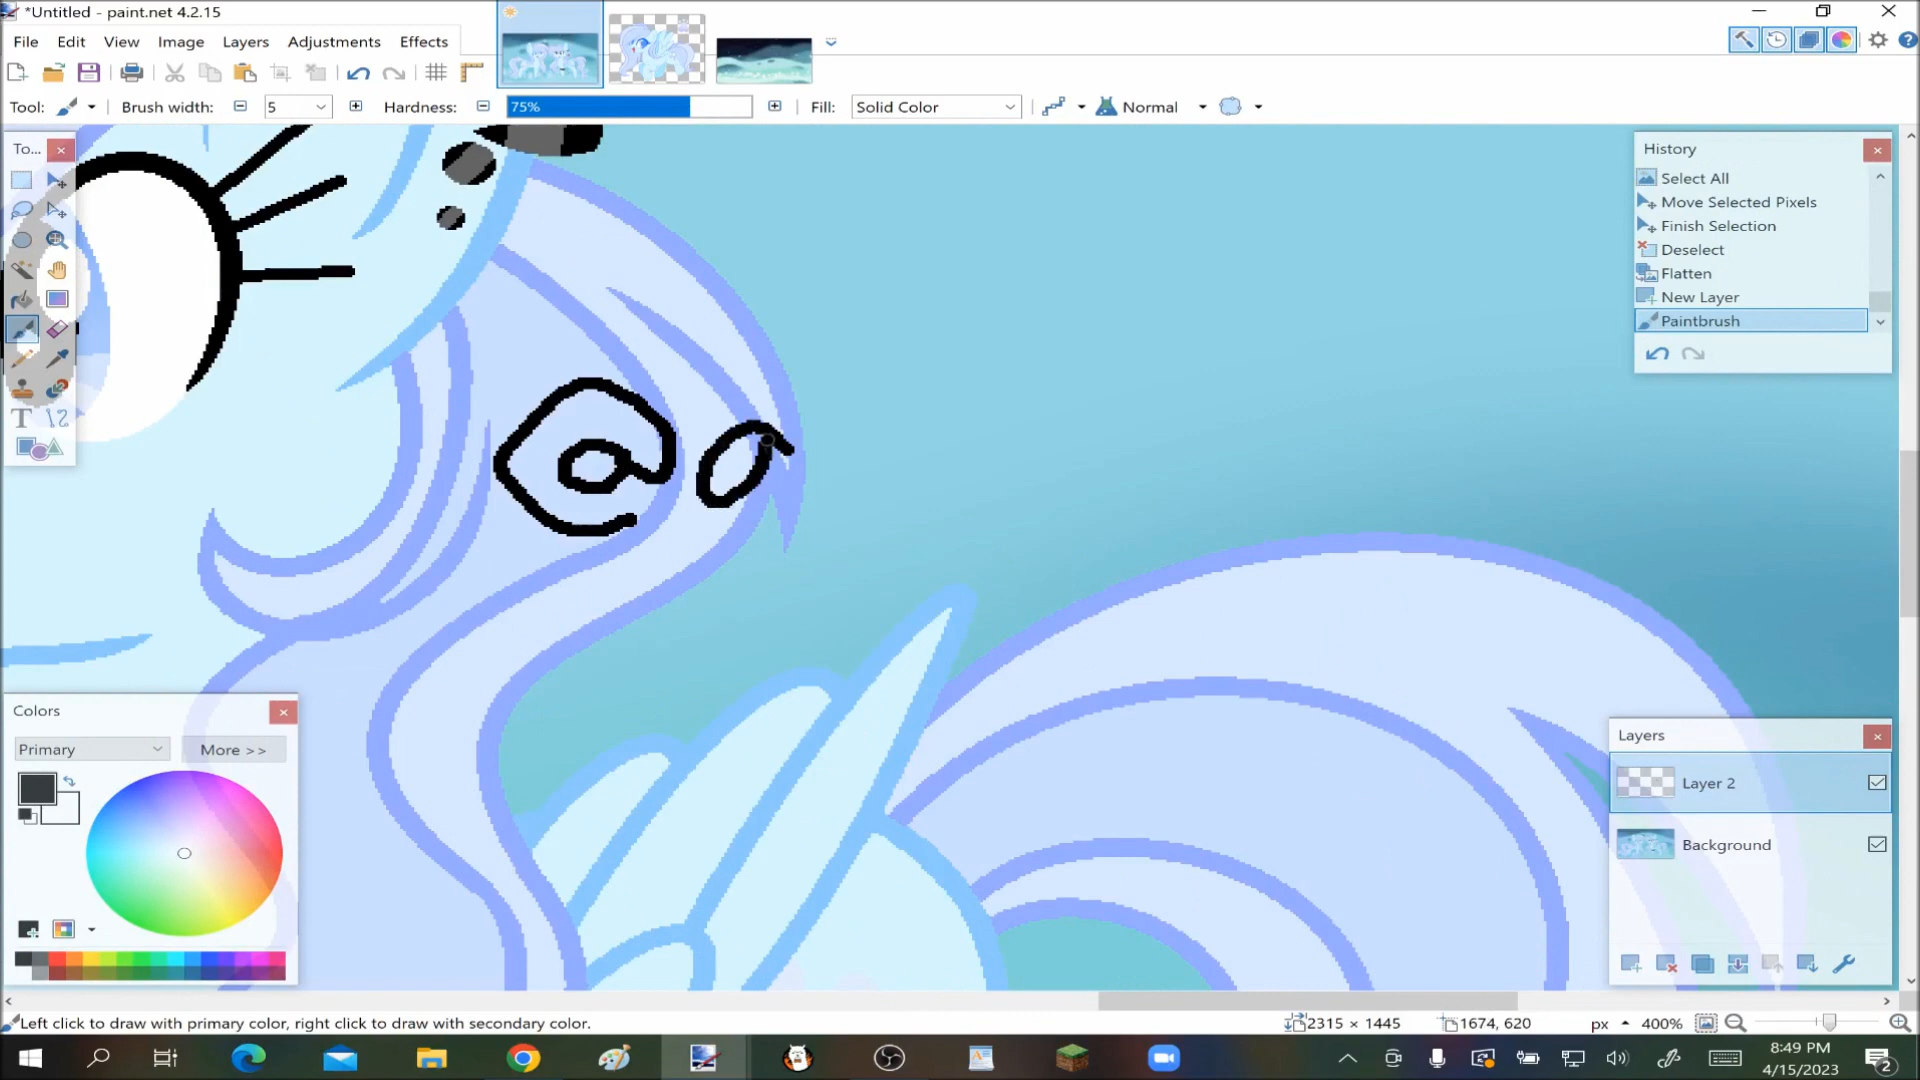 *Untitled - paint.net 4.2.15
File Edit View Image Layers Adjustments Effects
Tool: Brush width: 5 Hardness: 75% Fill: Solid Color Normal
To...
History
Select All
Move Selected Pixels
Finish Selection
Deselect
Flatten
New Layer
Paintbrush
@ o
Colors
Primary More >>
Layers
Layer 2
Background
Left click to draw with primary color, right click to draw with secondary color. 2315 × 1445 1674, 620 px 400%
8:49 PM
4/15/2023
2